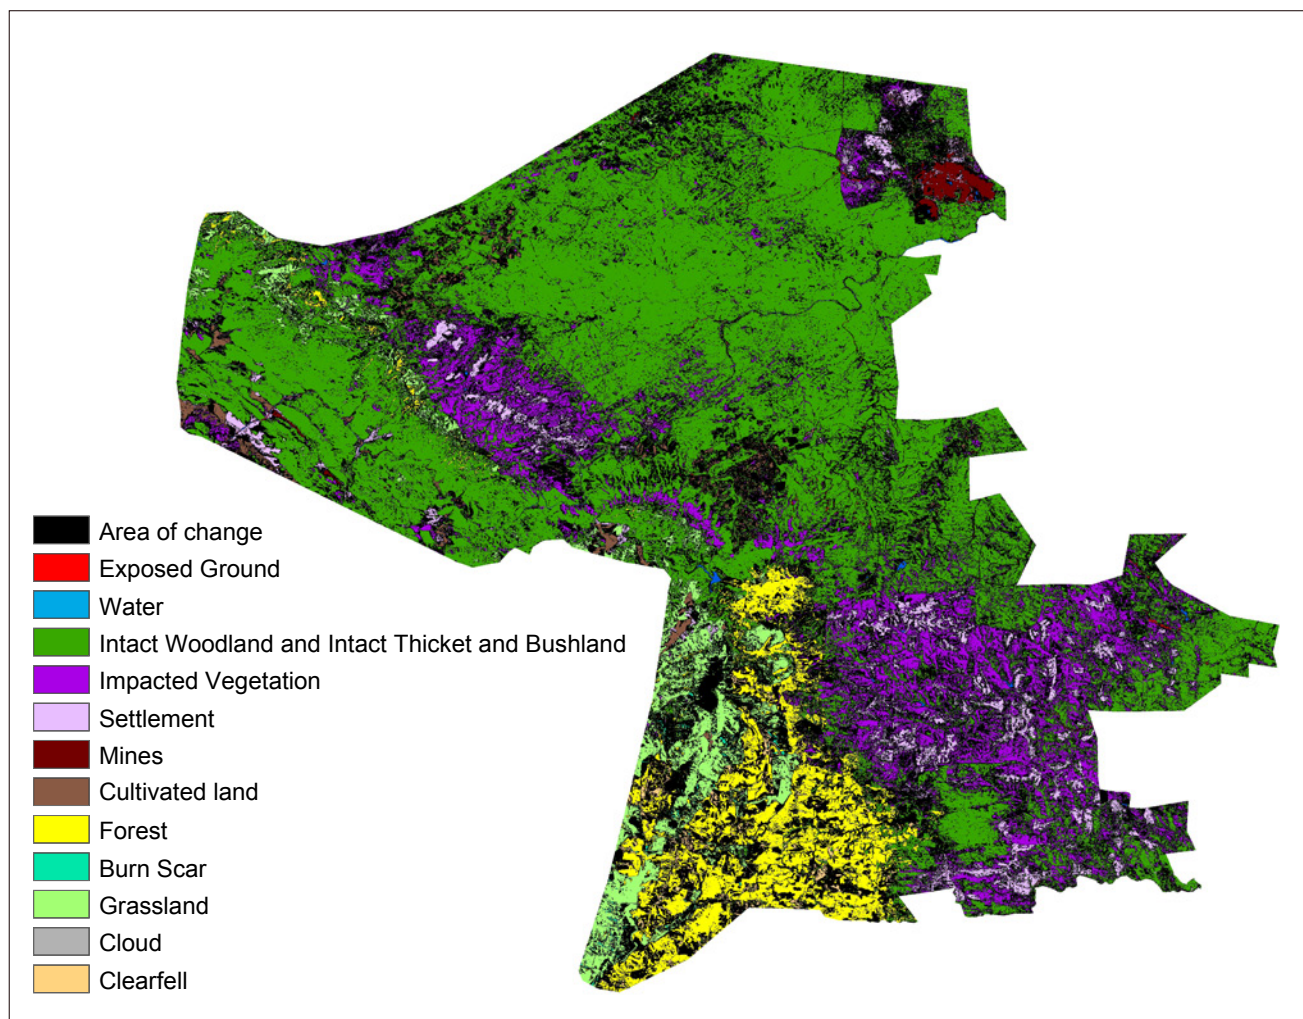 Area of change
Exposed Ground
Water
Intact Woodland and Intact Thicket and Bushland
Impacted Vegetation
Settlement
Mines
Cultivated land
Forest
Burn Scar
Grassland
Cloud
Clearfell